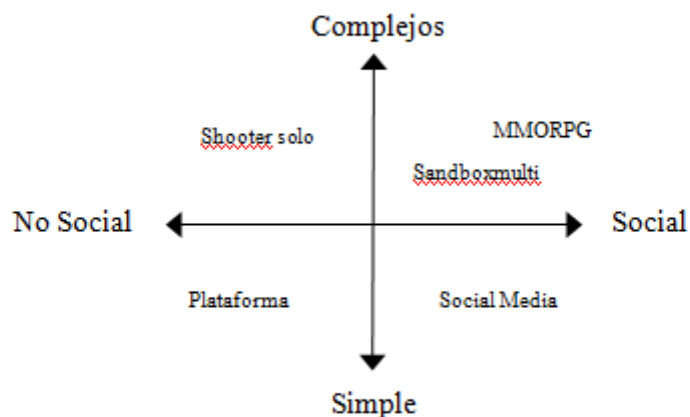 Complejos
MMORPG
Shooter solo
Sandboxmulti
No Social
Social
Plataforma
Social Media
Simple